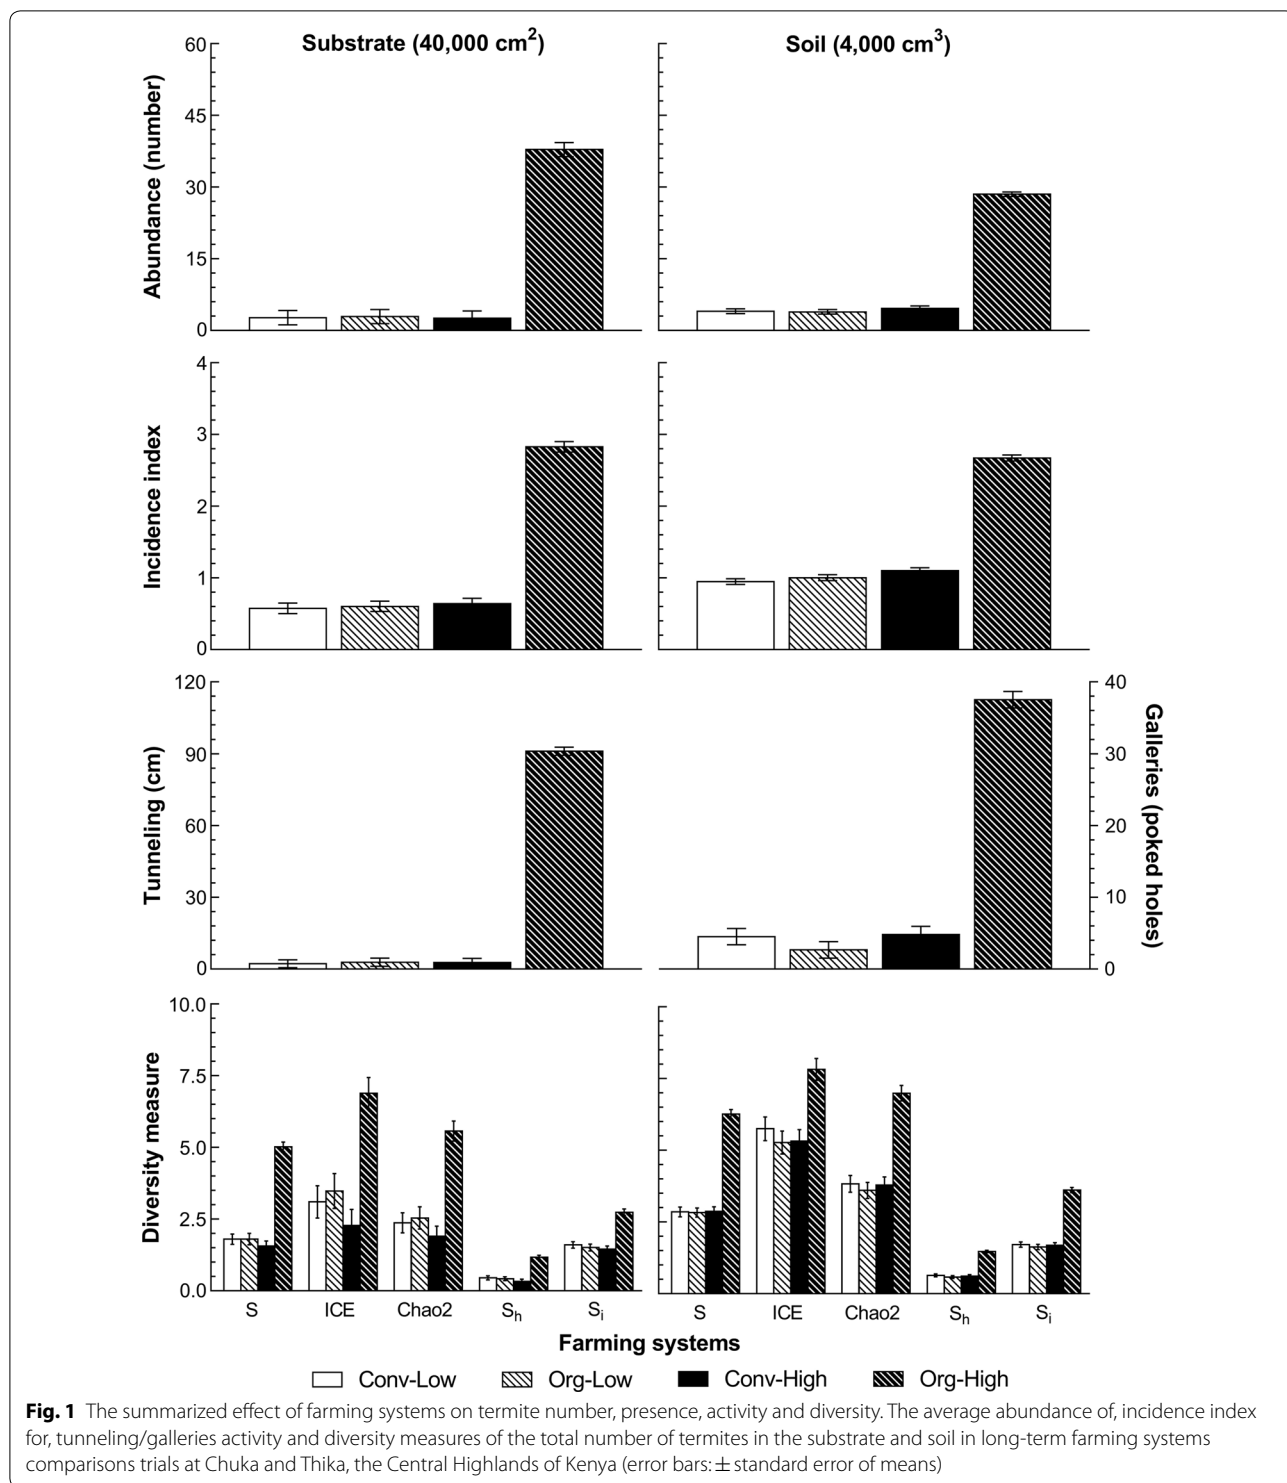 Substrate (40,000 cm²)
Soil (4,000 cm³)
Abundance (number)
60
45
30
15
0
Incidence index
4
3
2
1
0
Tunneling (cm)
120
90
60
30
0
40
30
20
10
0
Galleries (poked holes)
Diversity measure
10.0
7.5
5.0
2.5
0.0
S ICE Chao2 Sh Si
S ICE Chao2 Sh Si
Farming systems
Conv-Low Org-Low Conv-High Org-High
Fig. 1 The summarized effect of farming systems on termite number, presence, activity and diversity. The average abundance of, incidence index
for, tunneling/galleries activity and diversity measures of the total number of termites in the substrate and soil in long-term farming systems
comparisons trials at Chuka and Thika, the Central Highlands of Kenya (error bars: ± standard error of means)